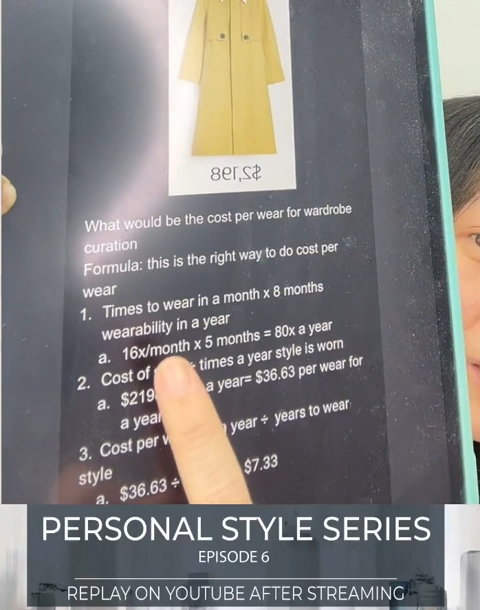 $2,198
What would be the cost per wear for wardrobe
curation
Formula: this is the right way to do cost per
wear
1. Times to wear in a month x 8 months
wearability in a year
a. 16x/month x 5 months = 80x a year
2. Cost of ÷ times a year style is worn
a. $219 a year= $36.63 per wear for
a year
3. Cost per year ÷ years to wear
style
a. $36.63 ÷ $7.33
PERSONAL STYLE SERIES
EPISODE 6
REPLAY ON YOUTUBE AFTER STREAMING